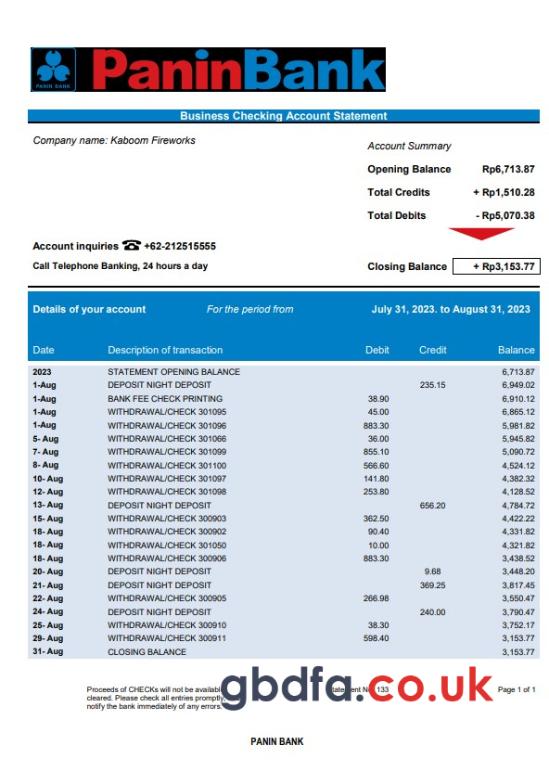 PANIN BANK
PaninBank
Business Checking Account Statement
Company name: Kaboom Fireworks
Account Summary
Opening Balance Rp6,713.87
Total Credits + Rp1,510.28
Total Debits - Rp5,070.38
Account inquiries ☎ +62-212515555
Call Telephone Banking, 24 hours a day
Closing Balance + Rp3,153.77
Details of your account For the period from July 31, 2023. to August 31, 2023
Date Description of transaction Debit Credit Balance
2023 STATEMENT OPENING BALANCE 6,713.87
1-Aug DEPOSIT NIGHT DEPOSIT 235.15 6,949.02
1-Aug BANK FEE CHECK PRINTING 38.90 6,910.12
1-Aug WITHDRAWAL/CHECK 301095 45.00 6,865.12
1-Aug WITHDRAWAL/CHECK 301096 883.30 5,981.82
5- Aug WITHDRAWAL/CHECK 301066 36.00 5,945.82
7- Aug WITHDRAWAL/CHECK 301099 855.10 5,090.72
8- Aug WITHDRAWAL/CHECK 301100 566.60 4,524.12
10- Aug WITHDRAWAL/CHECK 301097 141.80 4,382.32
12- Aug WITHDRAWAL/CHECK 301098 253.80 4,128.52
13- Aug DEPOSIT NIGHT DEPOSIT 656.20 4,784.72
15- Aug WITHDRAWAL/CHECK 300903 362.50 4,422.22
18- Aug WITHDRAWAL/CHECK 300902 90.40 4,331.82
18- Aug WITHDRAWAL/CHECK 301050 10.00 4,321.82
18- Aug WITHDRAWAL/CHECK 300906 883.30 3,438.52
20- Aug DEPOSIT NIGHT DEPOSIT 9.68 3,448.20
21- Aug DEPOSIT NIGHT DEPOSIT 369.25 3,817.45
22- Aug WITHDRAWAL/CHECK 300905 266.98 3,550.47
24- Aug DEPOSIT NIGHT DEPOSIT 240.00 3,790.47
25- Aug WITHDRAWAL/CHECK 300910 38.30 3,752.17
29- Aug WITHDRAWAL/CHECK 300911 598.40 3,153.77
31- Aug CLOSING BALANCE 3,153.77
Proceeds of CHECKs will not be 133 Page 1 of 1
cleared. Please check all entries
notify the bank immediately of any errors.
gbdfa.co.uk
PANIN BANK